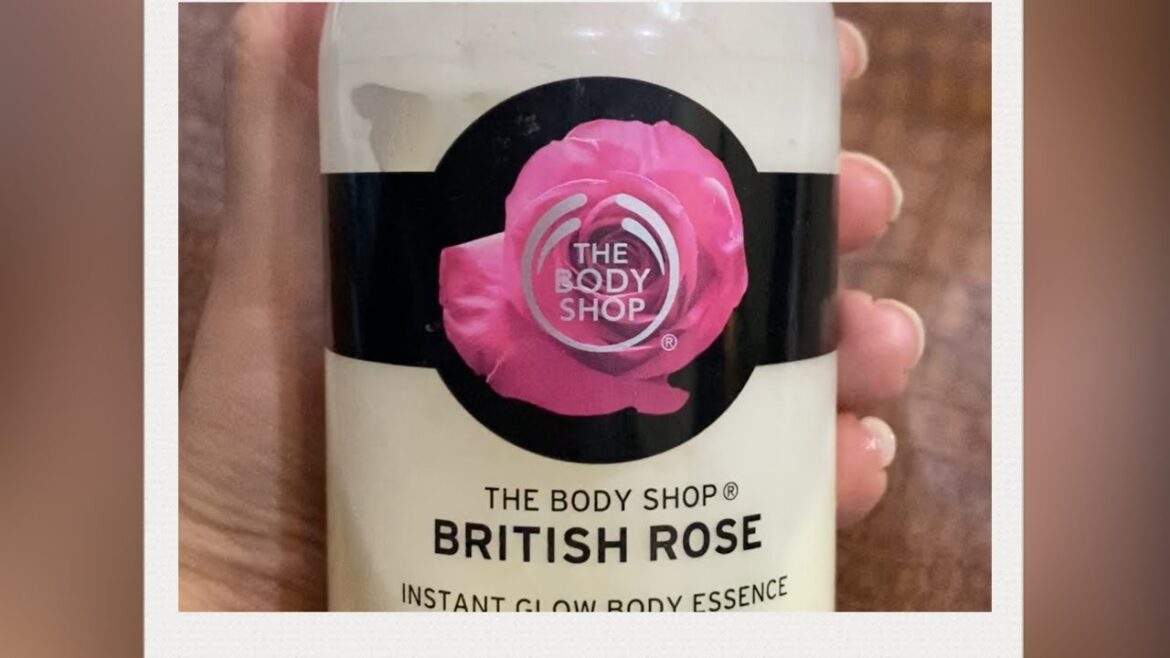 THE
BODY
SHOP
®
THE BODY SHOP®
BRITISH ROSE
INSTANT GLOW BODY ESSENCE